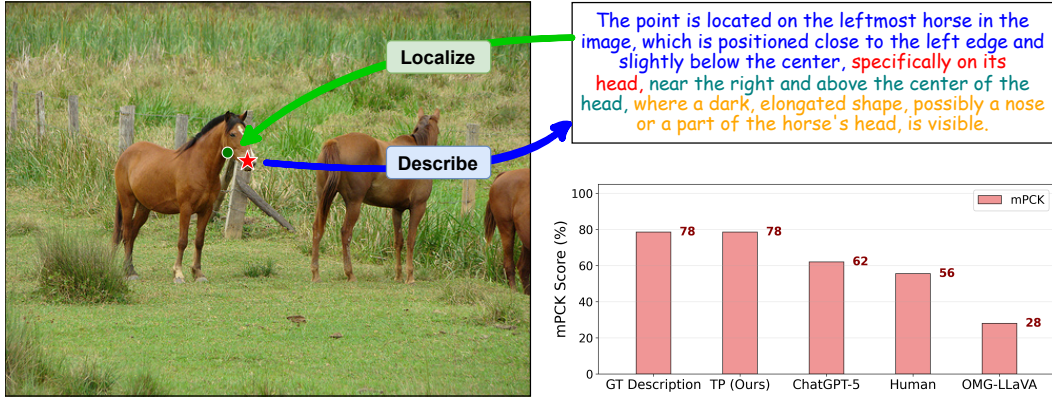 Localize
Describe
The point is located on the leftmost horse in the
image, which is positioned close to the left edge and
slightly below the center, specifically on its
head, near the right and above the center of the
head, where a dark, elongated shape, possibly a nose
or a part of the horse's head, is visible.
mPCK
mPCK Score (%)
100
80
60
40
20
0
78
78
62
56
28
GT Description TP (Ours) ChatGPT-5 Human OMG-LLaVA